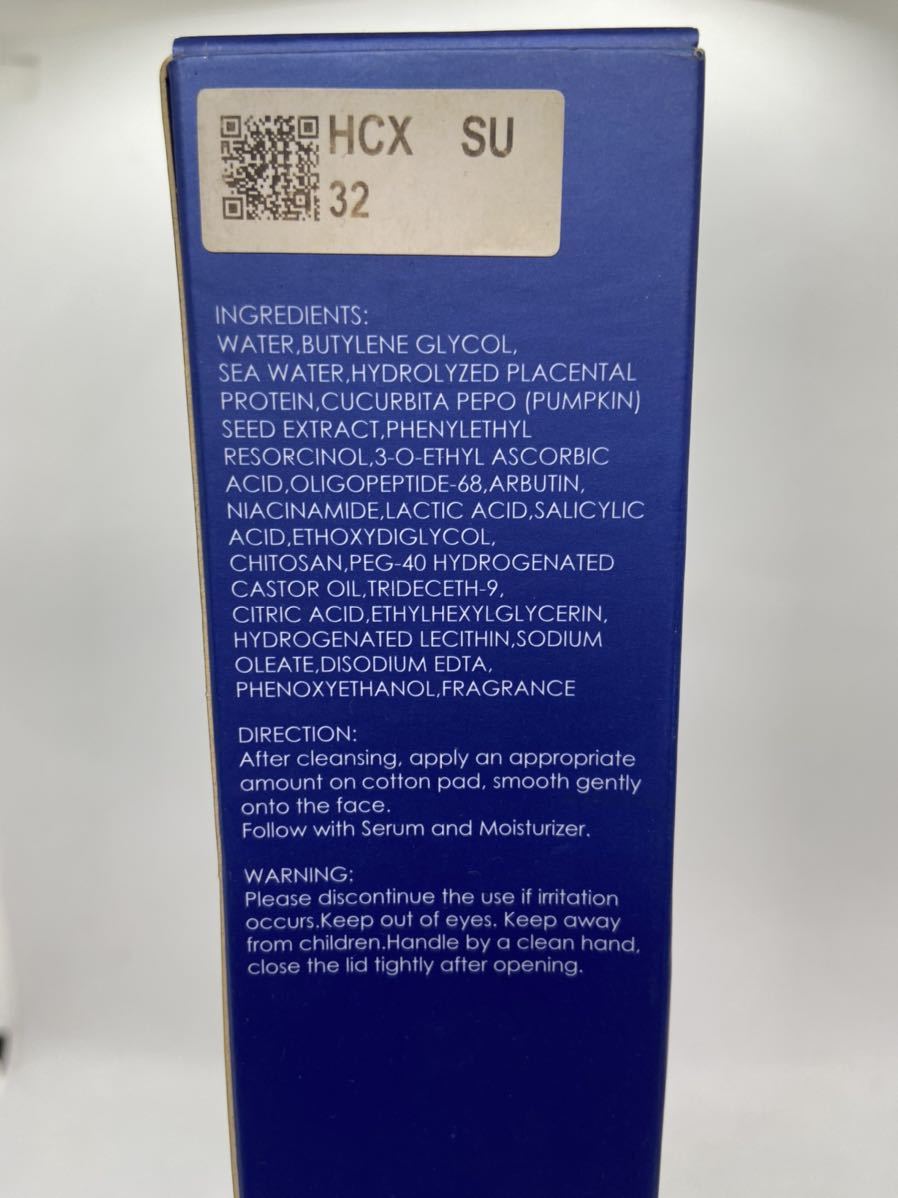 HCX SU
32
INGREDIENTS:
WATER,BUTYLENE GLYCOL,
SEA WATER,HYDROLYZED PLACENTAL
PROTEIN,CUCURBITA PEPO (PUMPKIN)
SEED EXTRACT,PHENYLETHYL
RESORCINOL,3-O-ETHYL ASCORBIC
ACID,OLIGOPEPTIDE-68,ARBUTIN,
NIACINAMIDE,LACTIC ACID,SALICYLIC
ACID,ETHOXYDIGLYCOL,
CHITOSAN,PEG-40 HYDROGENATED
CASTOR OIL,TRIDECETH-9,
CITRIC ACID,ETHYLHEXYLGLYCERIN,
HYDROGENATED LECITHIN,SODIUM
OLEATE,DISODIUM EDTA,
PHENOXYETHANOL,FRAGRANCE
DIRECTION:
After cleansing, apply an appropriate
amount on cotton pad, smooth gently
onto the face.
Follow with Serum and Moisturizer.
WARNING:
Please discontinue the use if irritation
occurs.Keep out of eyes. Keep away
from children.Handle by a clean hand,
close the lid tightly after opening.